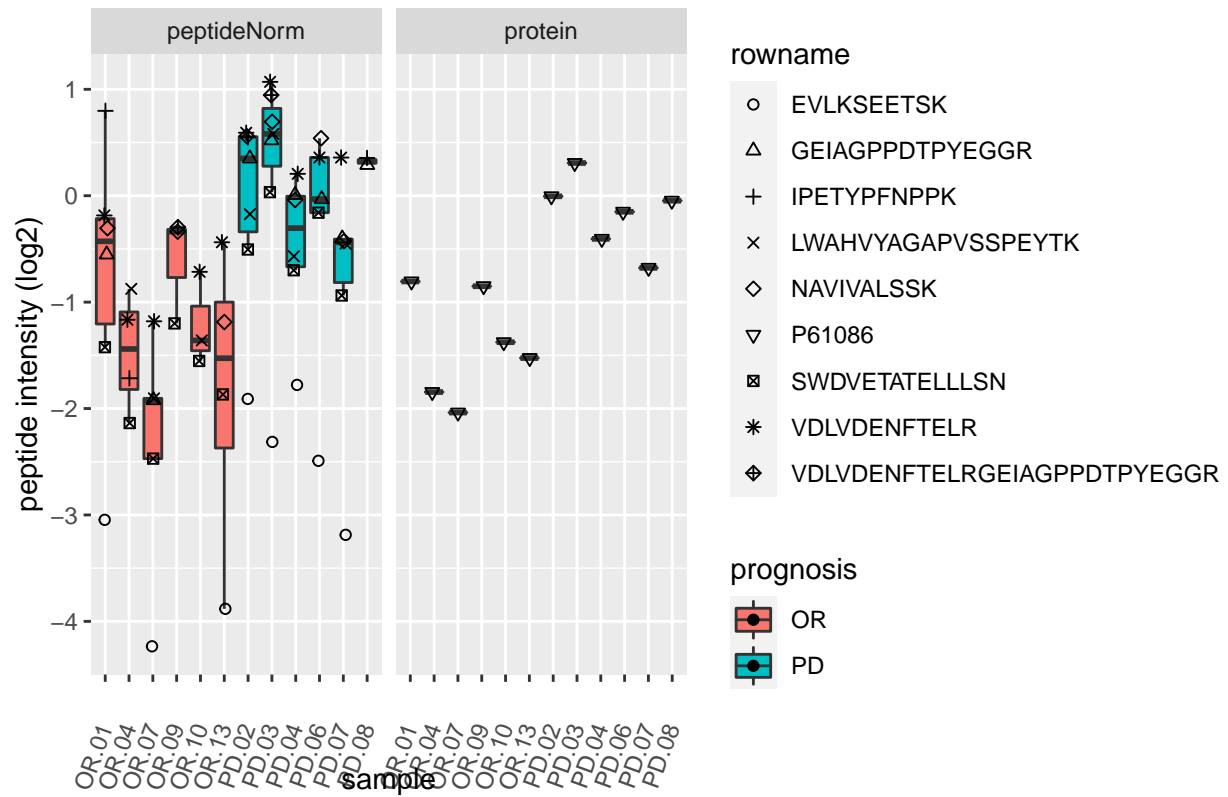 peptideNorm
protein
peptide intensity (log2)
1
0
−1
−2
−3
−4
OR.01
OR.04
OR.07
OR.09
OR.10
OR.13
PD.02
PD.03
PD.04
PD.06
PD.07
PD.08
OR.01
OR.04
OR.07
OR.09
OR.10
OR.13
PD.02
PD.03
PD.04
PD.06
PD.07
PD.08
sample
rowname
EVLKSEETSK
GEIAGPPDTPYEGGR
IPETYPFNPPK
LWAHVYAGAPVSSPEYTK
NAVIVALSSK
P61086
SWDVETATELLLSN
VDLVDENFTELR
VDLVDENFTELRGEIAGPPDTPYEGGR
prognosis
OR
PD